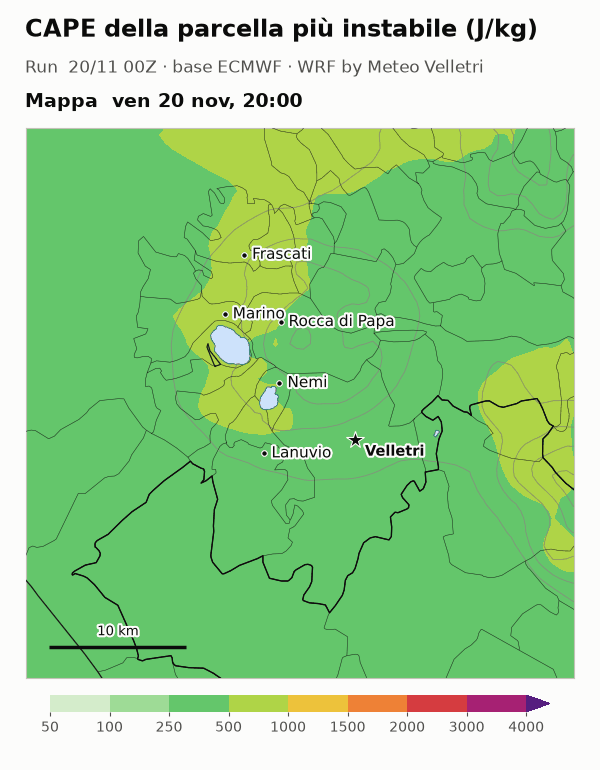 CAPE della parcella più instabile (J/kg)
Run  20/11 00Z · base ECMWF · WRF by Meteo Velletri
Mappa  ven 20 nov, 20:00
Frascati
Marino
Rocca di Papa
Nemi
Velletri
Lanuvio
10 km
50 100 250 500 1000 1500 2000 3000 4000